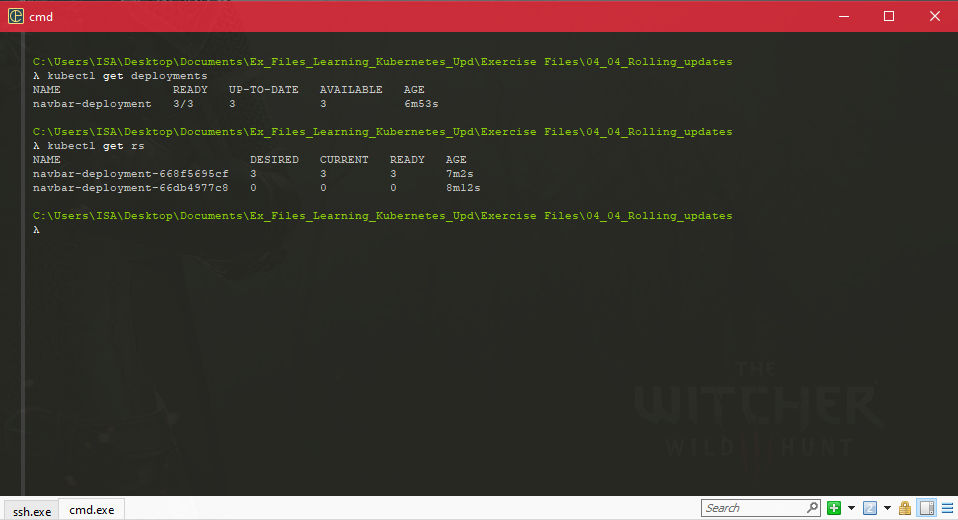 cmd
C:\Users\ISA\Desktop\Documents\Ex_Files_Learning_Kubernetes_Upd\Exercise Files\04_04_Rolling_updates
λ kubectl get deployments
NAME READY UP-TO-DATE AVAILABLE AGE
navbar-deployment 3/3 3 3 6m53s
C:\Users\ISA\Desktop\Documents\Ex_Files_Learning_Kubernetes_Upd\Exercise Files\04_04_Rolling_updates
λ kubectl get rs
NAME DESIRED CURRENT READY AGE
navbar-deployment-668f5695cf 3 3 3 7m2s
navbar-deployment-66db4977c8 0 0 0 8m12s
C:\Users\ISA\Desktop\Documents\Ex_Files_Learning_Kubernetes_Upd\Exercise Files\04_04_Rolling_updates
λ
THE
WITCHER
WILD HUNT
ssh.exe cmd.exe Search 2